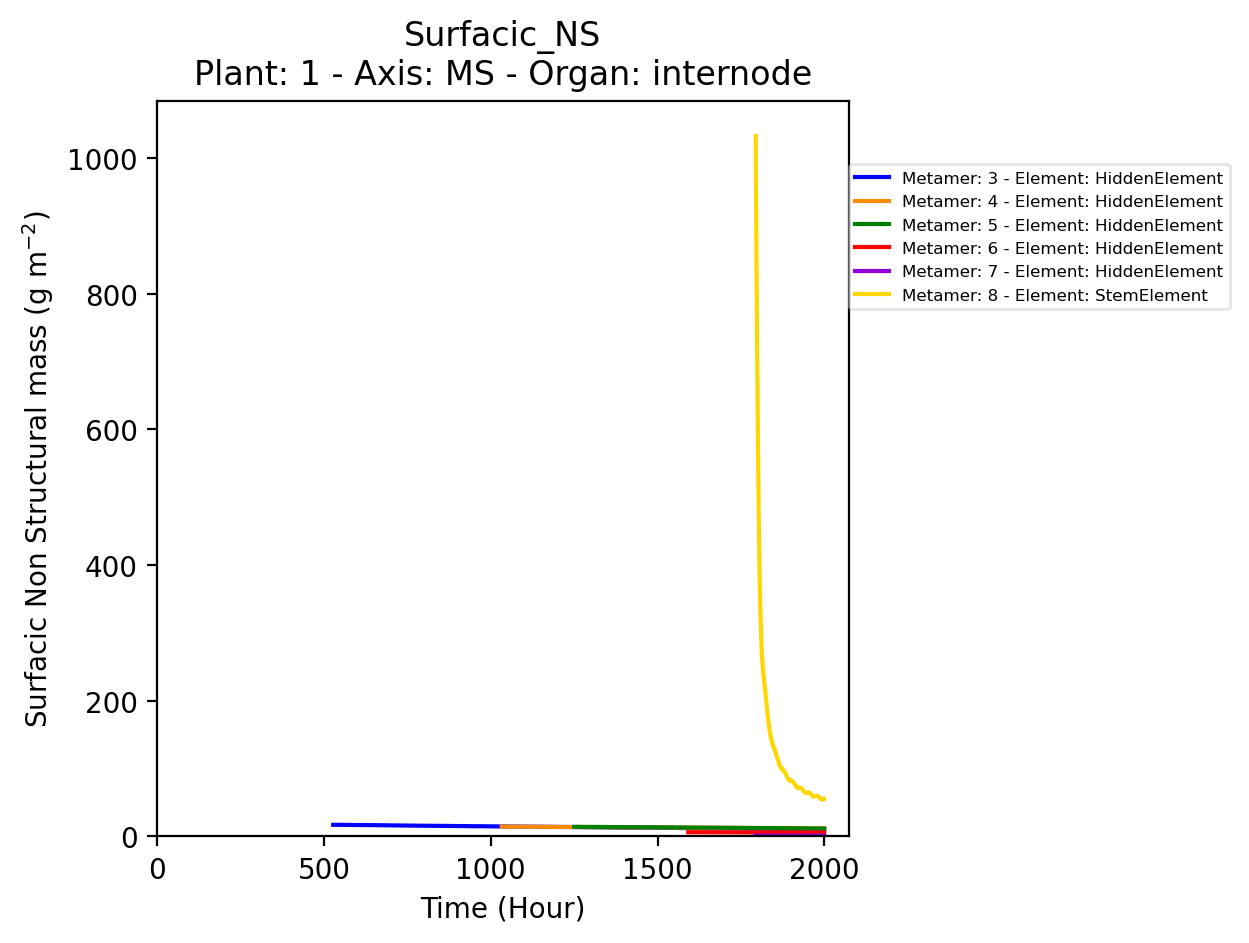 Surfacic_NS
Plant: 1 - Axis: MS - Organ: internode
Surfacic Non Structural mass (g m⁻²)
1000
800
600
400
200
0
0 500 1000 1500 2000
Time (Hour)
Metamer: 3 - Element: HiddenElement
Metamer: 4 - Element: HiddenElement
Metamer: 5 - Element: HiddenElement
Metamer: 6 - Element: HiddenElement
Metamer: 7 - Element: HiddenElement
Metamer: 8 - Element: StemElement